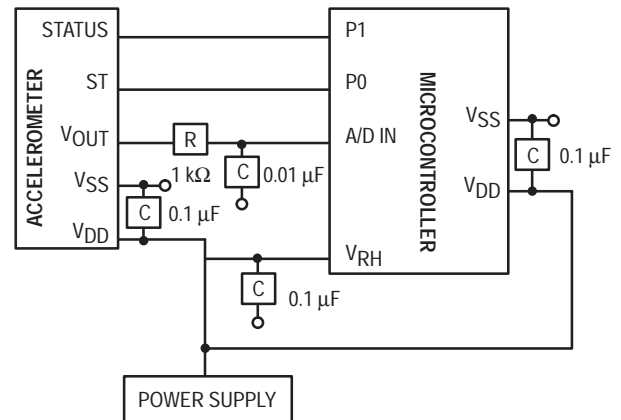 STATUS
ST
VOUT
VSS
VDD
ACCELEROMETER
R
1 kΩ
C
0.01 µF
C
0.1 µF
C
0.1 µF
P1
P0
A/D IN
VRH
MICROCONTROLLER
VSS
VDD
C
0.1 µF
POWER SUPPLY